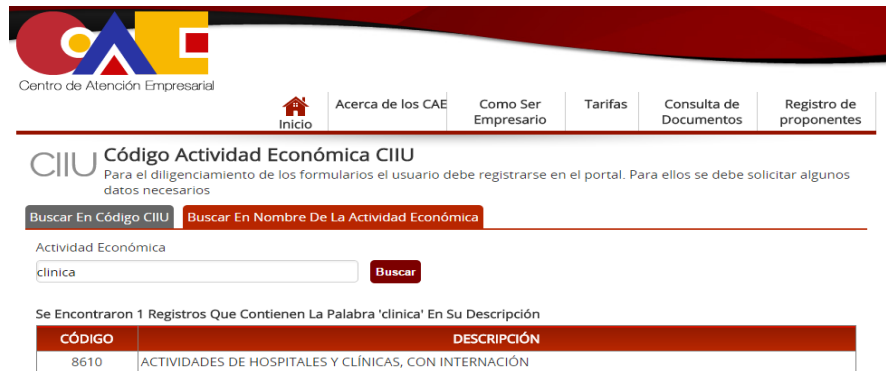 CAE
Centro de Atención Empresarial
Inicio
Acerca de los CAE
Como Ser
Empresario
Tarifas
Consulta de
Documentos
Registro de
proponentes
CIIU
Código Actividad Económica CIIU
Para el diligenciamiento de los formularios el usuario debe registrarse en el portal. Para ellos se debe solicitar algunos
datos necesarios
Buscar En Código CIIU
Buscar En Nombre De La Actividad Económica
Actividad Económica
clinica
Buscar
Se Encontraron 1 Registros Que Contienen La Palabra 'clinica' En Su Descripción
CÓDIGO DESCRIPCIÓN
8610 ACTIVIDADES DE HOSPITALES Y CLÍNICAS, CON INTERNACIÓN